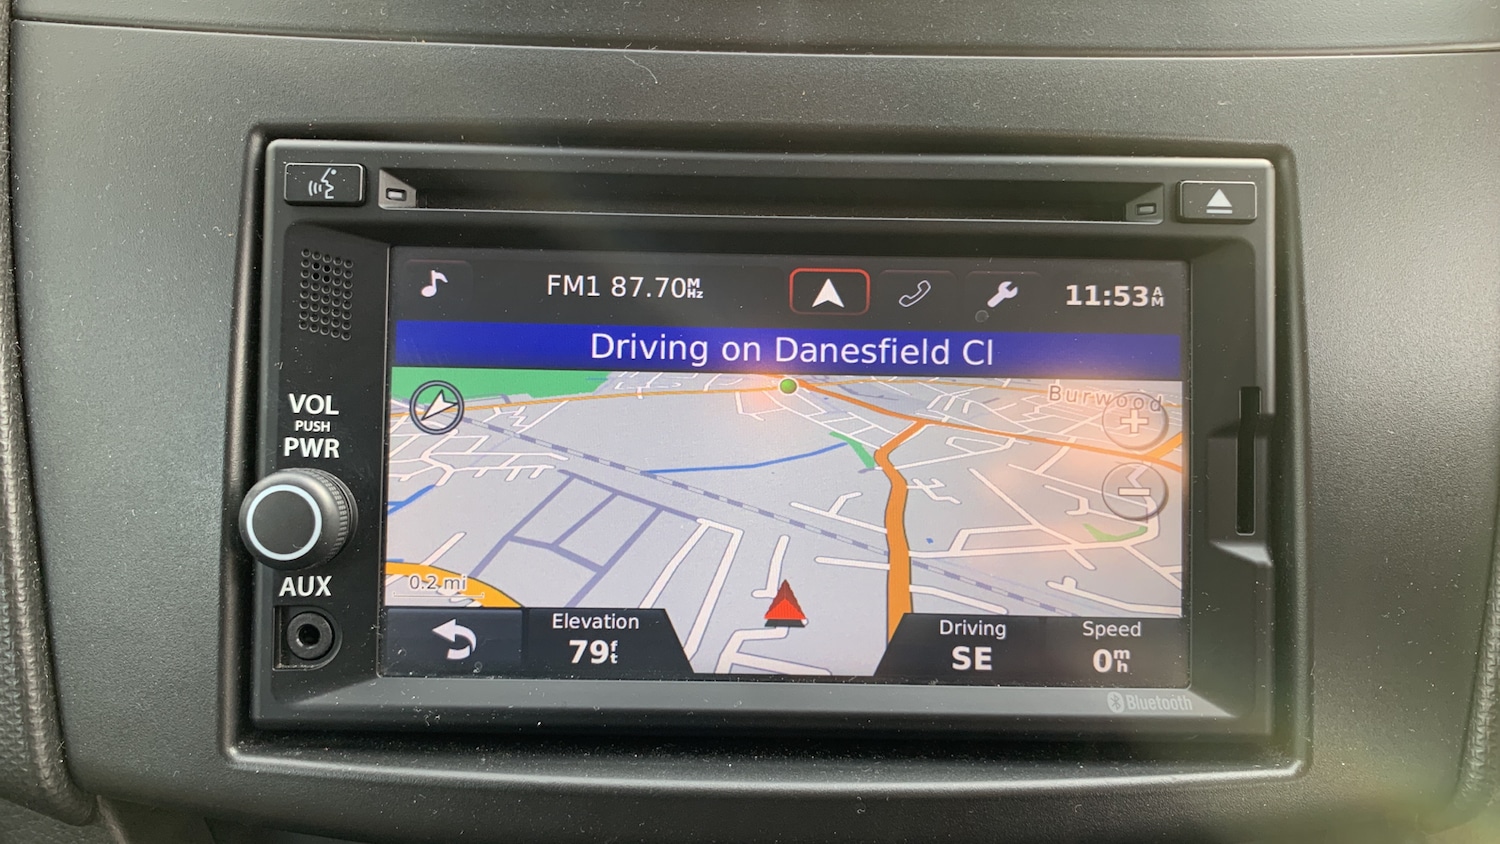 FM1 87.70MHz
11:53AM
Driving on Danesfield Cl
Burwood
VOL
PUSH
PWR
AUX
0.2 mi
Elevation
79ft
Driving
SE
Speed
0mh
Bluetooth